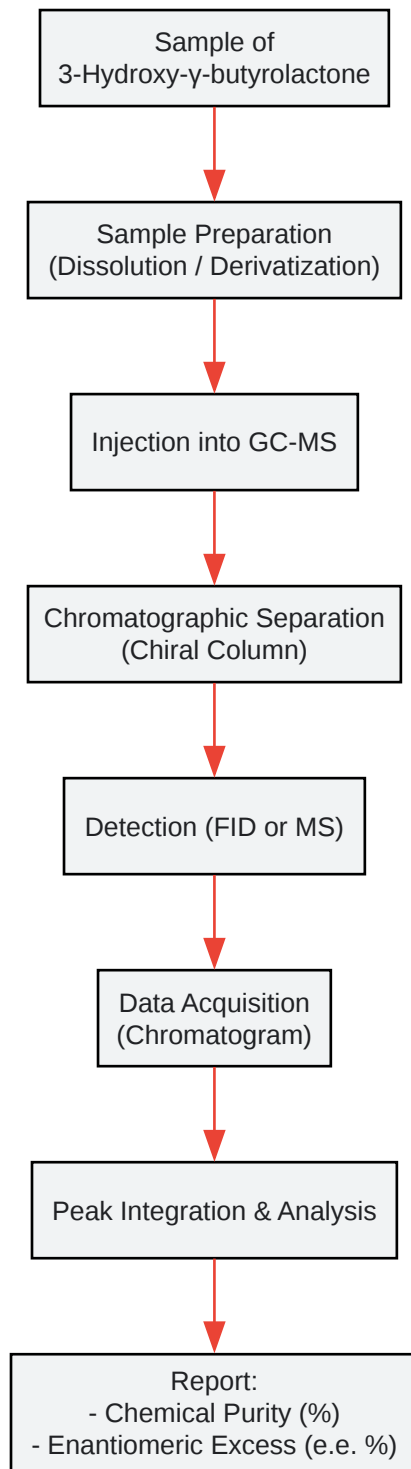 Sample of
3-Hydroxy-γ-butyrolactone
Sample Preparation
(Dissolution / Derivatization)
Injection into GC-MS
Chromatographic Separation
(Chiral Column)
Detection (FID or MS)
Data Acquisition
(Chromatogram)
Peak Integration & Analysis
Report:
- Chemical Purity (%)
- Enantiomeric Excess (e.e. %)